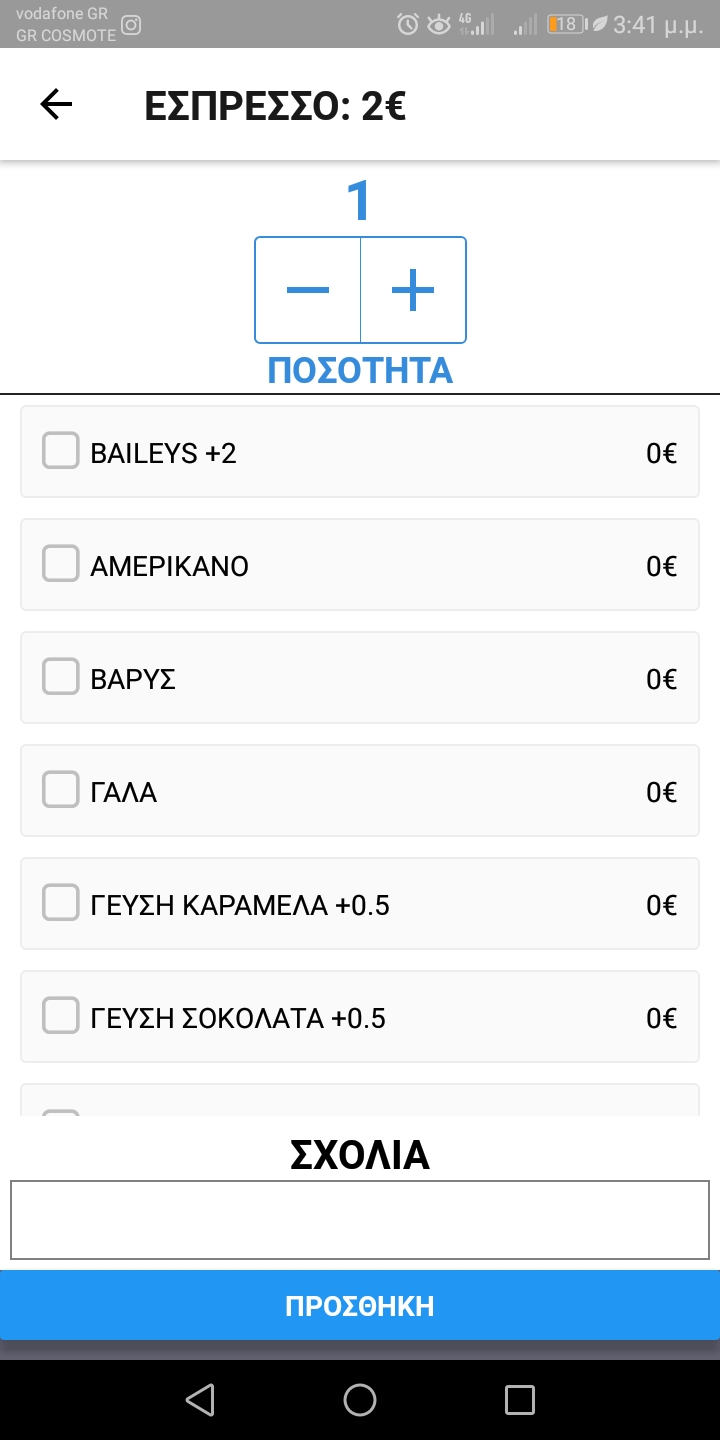 vodafone GR
GR COSMOTE
4G
18
3:41 μ.μ.
ΕΣΠΡΕΣΣΟ: 2€
1
ΠΟΣΟΤΗΤΑ
BAILEYS +2 0€
ΑΜΕΡΙΚΑΝΟ 0€
ΒΑΡΥΣ 0€
ΓΑΛΑ 0€
ΓΕΥΣΗ ΚΑΡΑΜΕΛΑ +0.5 0€
ΓΕΥΣΗ ΣΟΚΟΛΑΤΑ +0.5 0€
ΣΧΟΛΙΑ
ΠΡΟΣΘΗΚΗ